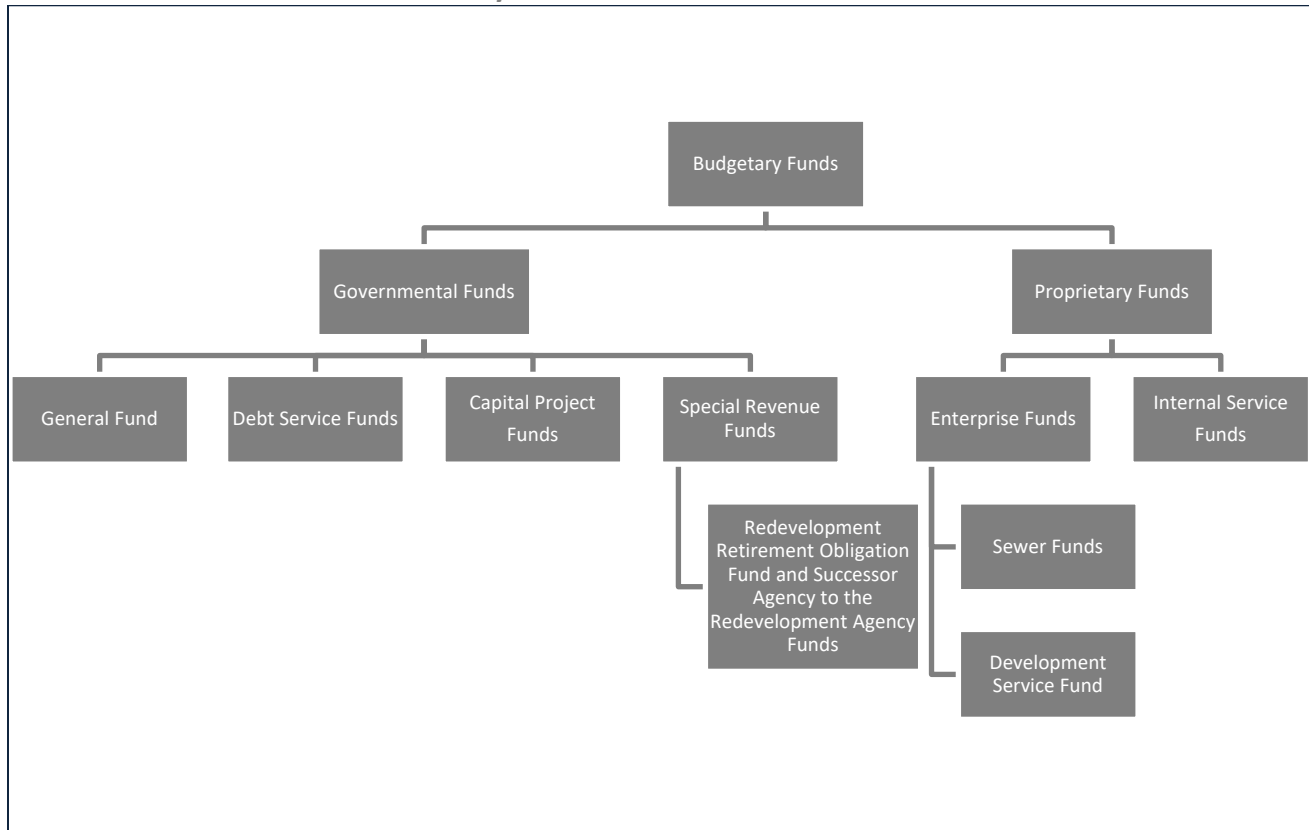 Budgetary Funds
Governmental Funds
Proprietary Funds
General Fund
Debt Service Funds
Capital Project
Funds
Special Revenue
Funds
Enterprise Funds
Internal Service
Funds
Redevelopment
Retirement Obligation
Fund and Successor
Agency to the
Redevelopment Agency
Funds
Sewer Funds
Development
Service Fund